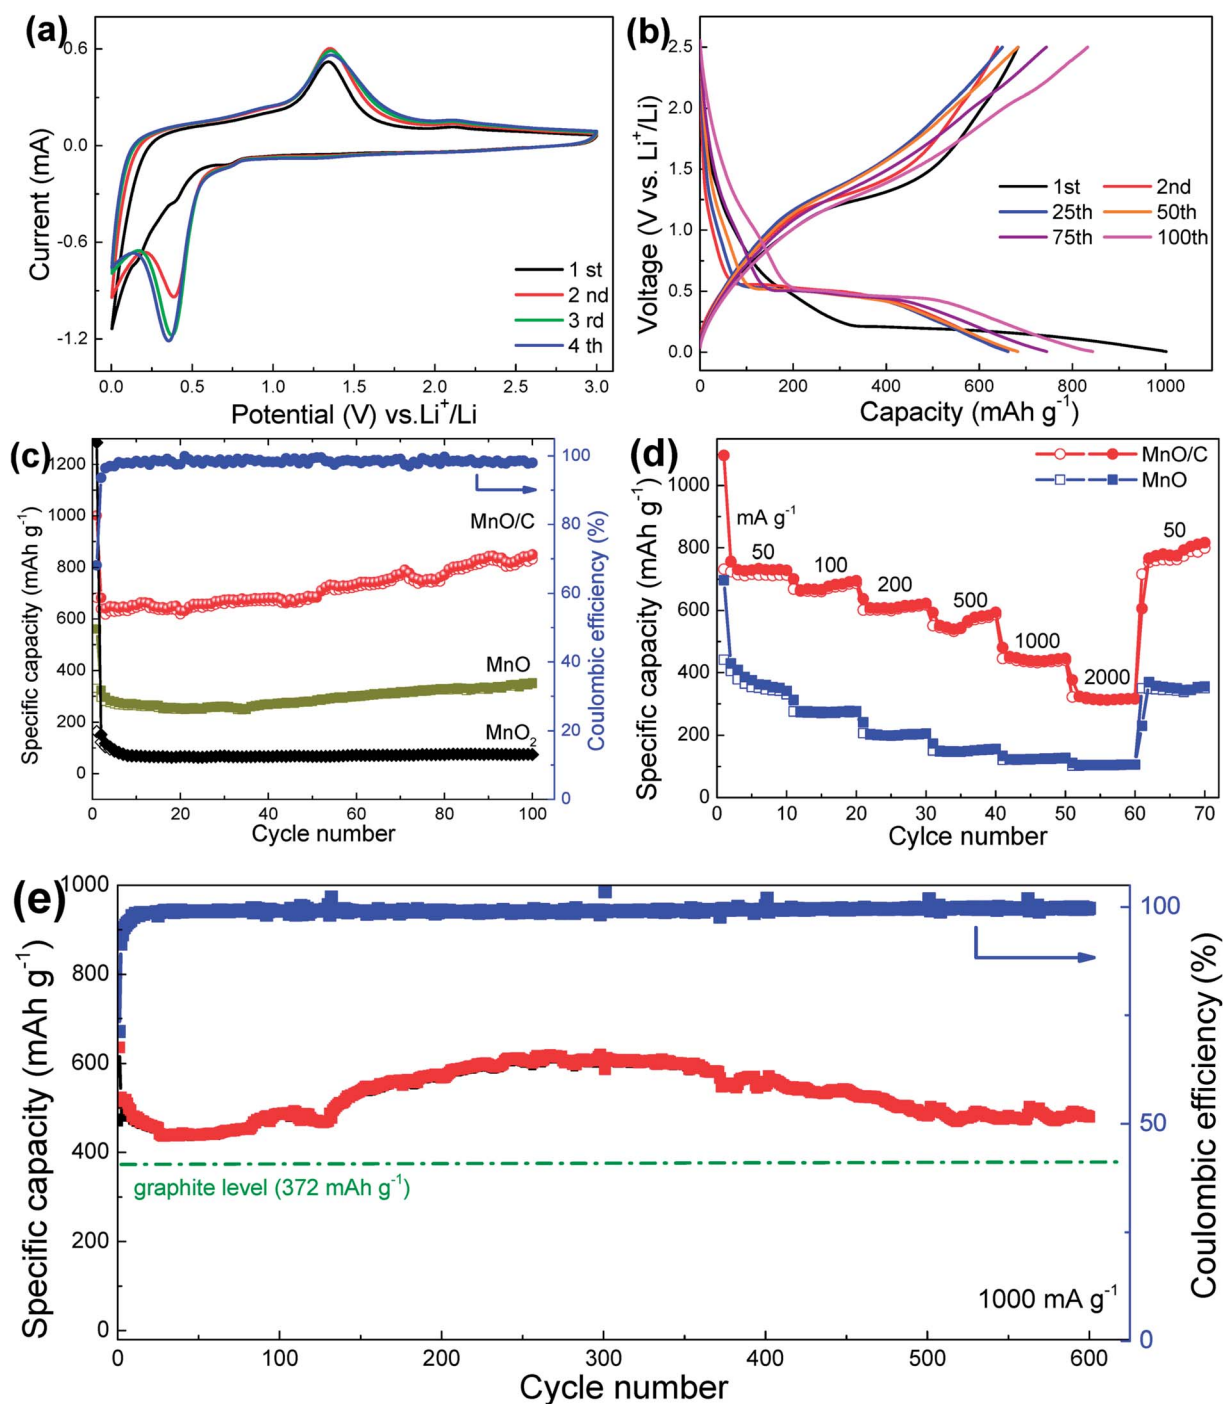 (a)
0.6
0.0
-0.6
-1.2
Current (mA)
1 st
2 nd
3 rd
4 th
0.0 0.5 1.0 1.5 2.0 2.5 3.0
Potential (V) vs.Li⁺/Li
(b)
2.5
2.0
1.5
1.0
0.5
0.0
Voltage (V vs. Li⁺/Li)
1st 2nd
25th 50th
75th 100th
0 200 400 600 800 1000
Capacity (mAh g⁻¹)
(c)
1200
1000
800
600
400
200
0
Specific capacity (mAh g⁻¹)
MnO/C
MnO
MnO₂
100
80
60
40
20
0
Coulombic efficiency (%)
0 20 40 60 80 100
Cycle number
(d)
1000
800
600
400
200
0
Specific capacity (mAh g⁻¹)
MnO/C
MnO
mA g⁻¹
50
100
200
500
1000
2000
50
0 10 20 30 40 50 60 70
Cylce number
(e)
1000
800
600
400
200
0
Specific capacity (mAh g⁻¹)
graphite level (372 mAh g⁻¹)
1000 mA g⁻¹
100
50
0
Coulombic efficiency (%)
0 100 200 300 400 500 600
Cycle number